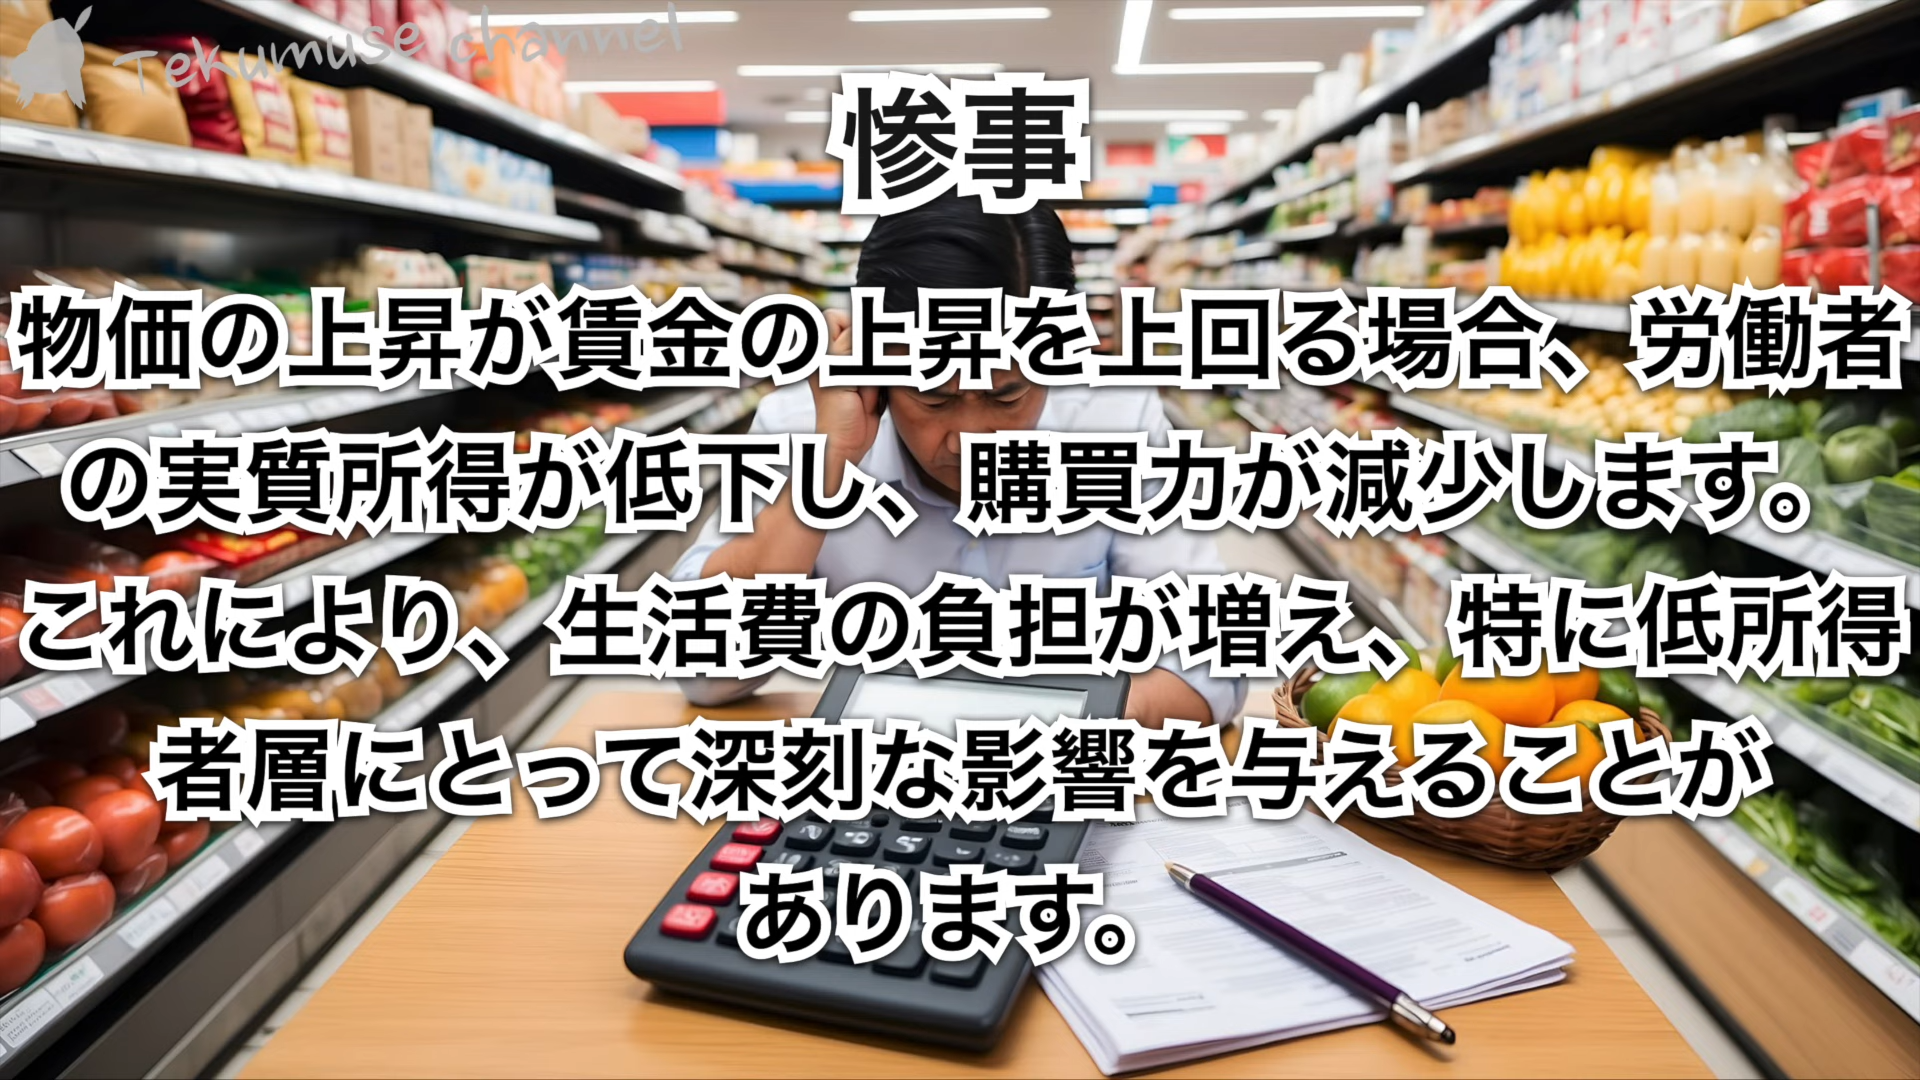 Tekumuse channel
惨事
物価の上昇が賃金の上昇を上回る場合、労働者
の実質所得が低下し、購買力が減少します。
これにより、生活費の負担が増え、特に低所得
者層にとって深刻な影響を与えることが
あります。